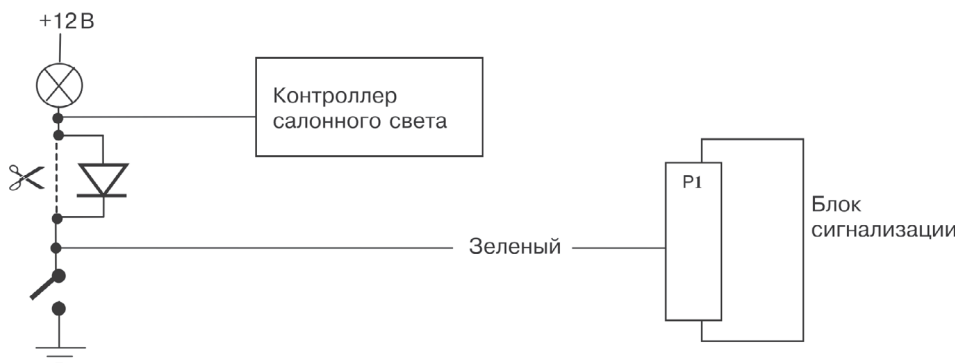 +12В
Контроллер
салонного света
P1
Блок
сигнализации
Зеленый